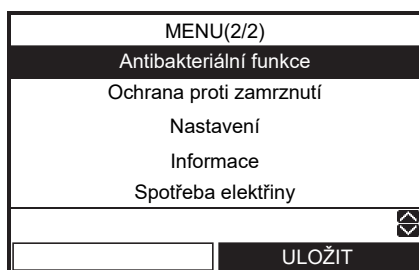 MENU(2/2)
Antibakteriální funkce
Ochrana proti zamrznutí
Nastavení
Informace
Spotřeba elektřiny
ULOŽIT